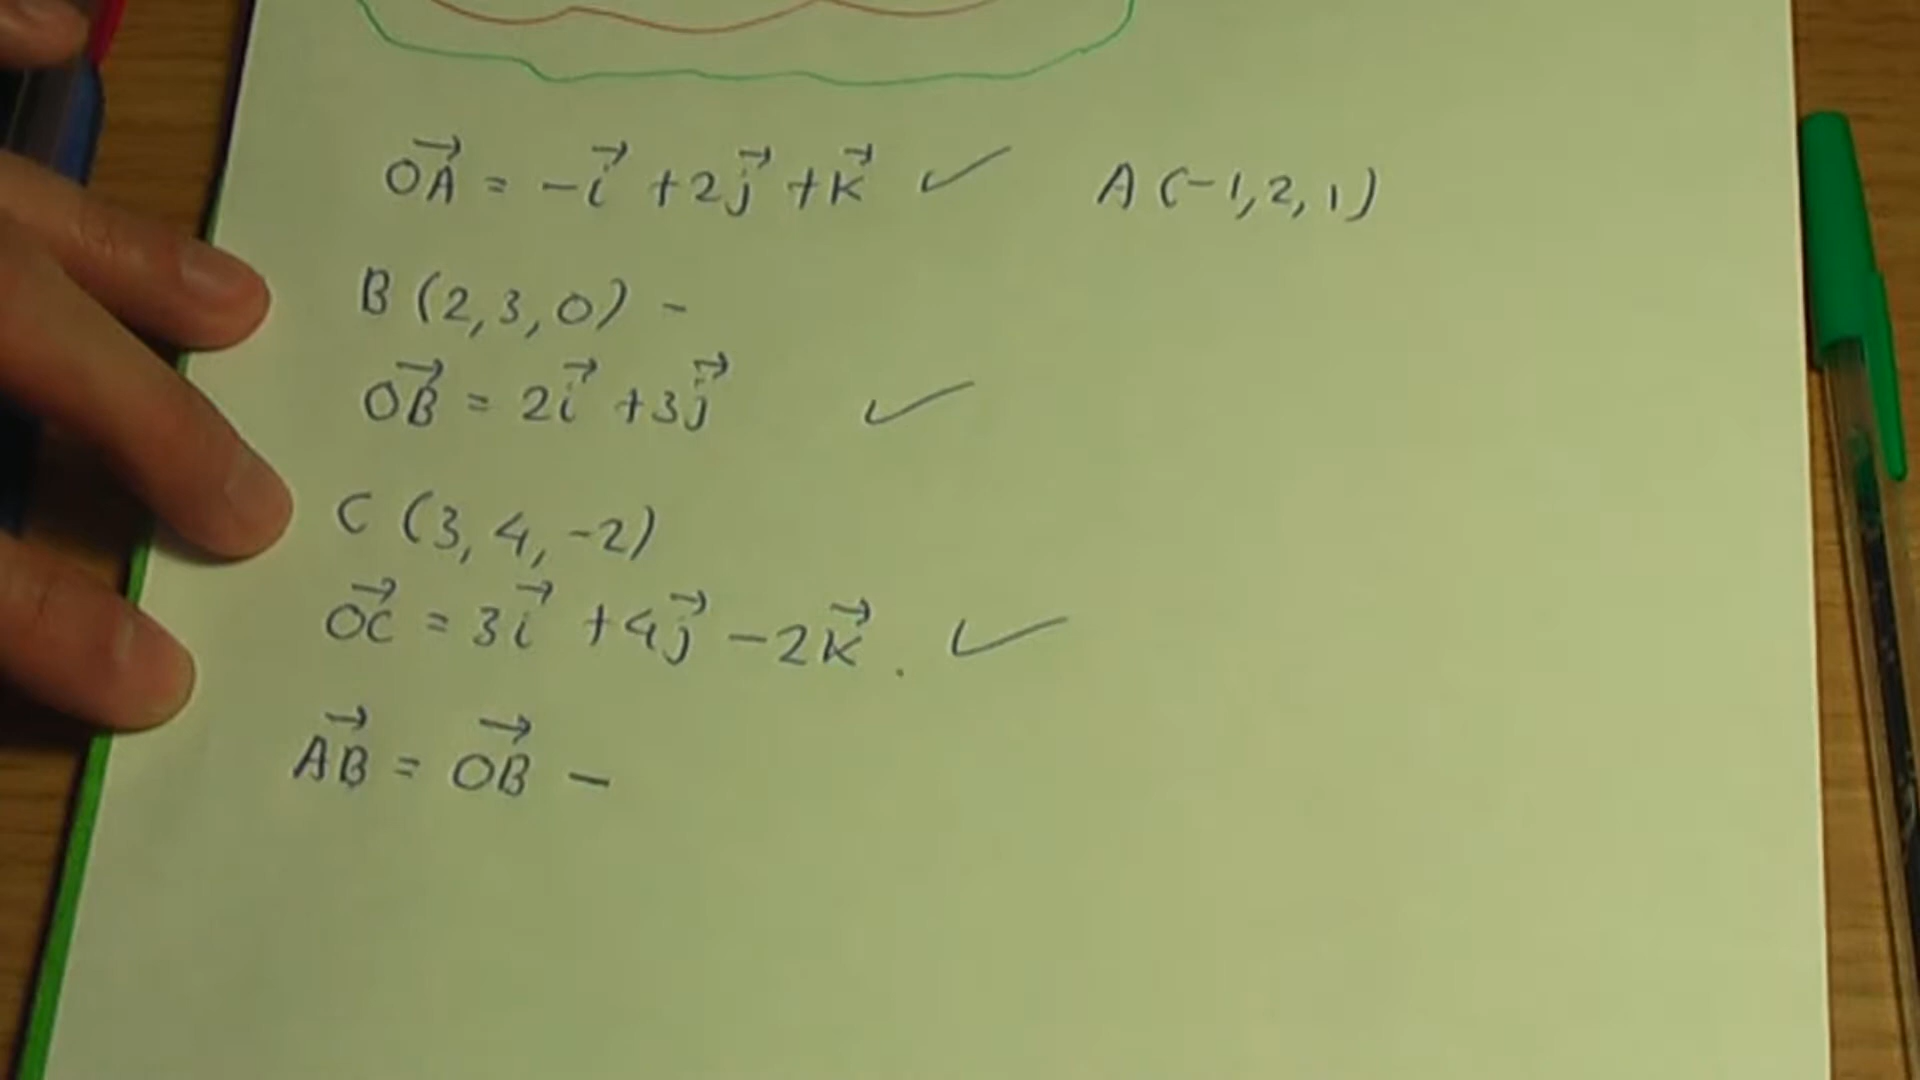 OA⃗ = -i⃗ +2j⃗ +k⃗ ✓ A(-1,2,1)
B (2,3,0) -
OB⃗ = 2i⃗ +3j⃗ ✓
C (3,4,-2)
OC⃗ = 3i⃗ +4j⃗ -2k⃗ . ✓
AB⃗ = OB⃗ -